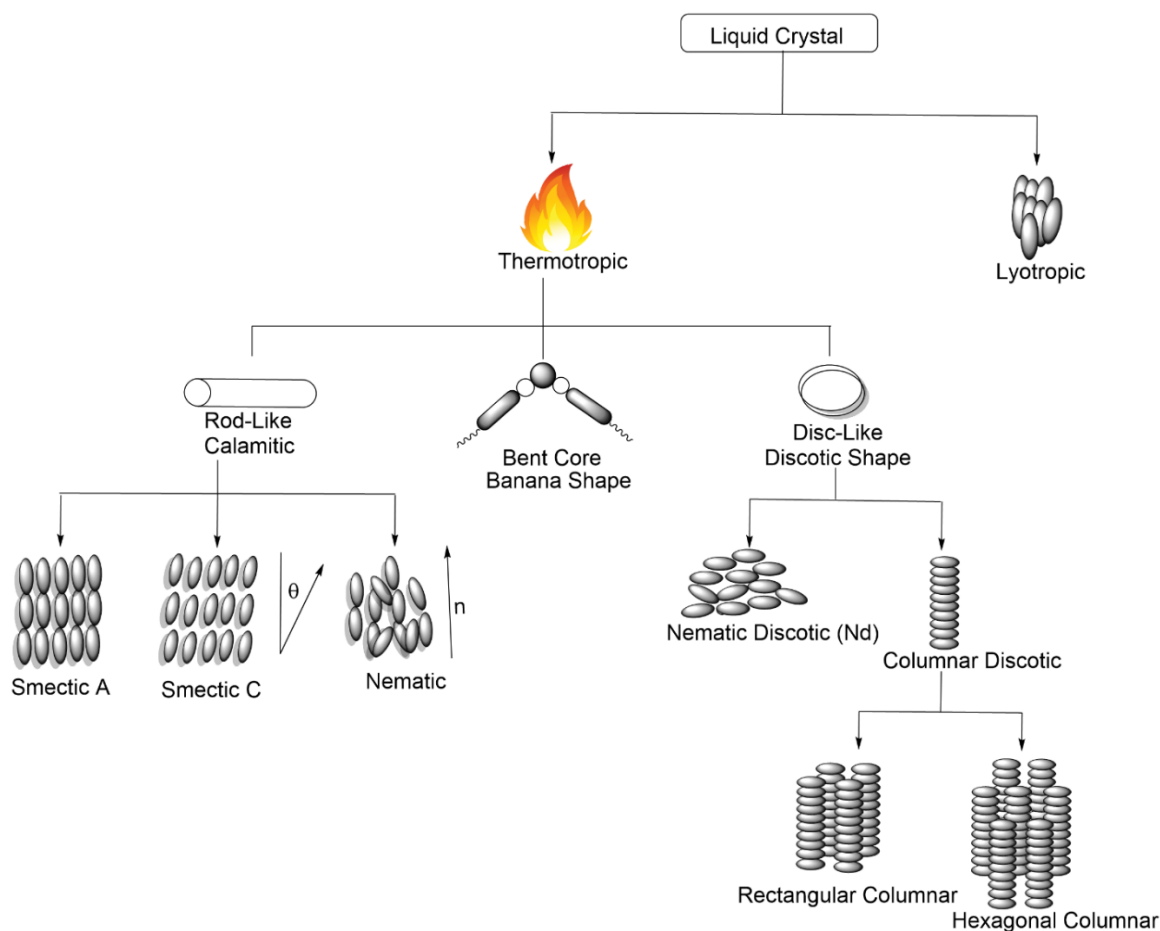 Liquid Crystal
Thermotropic
Lyotropic
Rod-Like
Calamitic
Bent Core
Banana Shape
Disc-Like
Discotic Shape
θ
n
Smectic A
Smectic C
Nematic
Nematic Discotic (Nd)
Columnar Discotic
Rectangular Columnar
Hexagonal Columnar